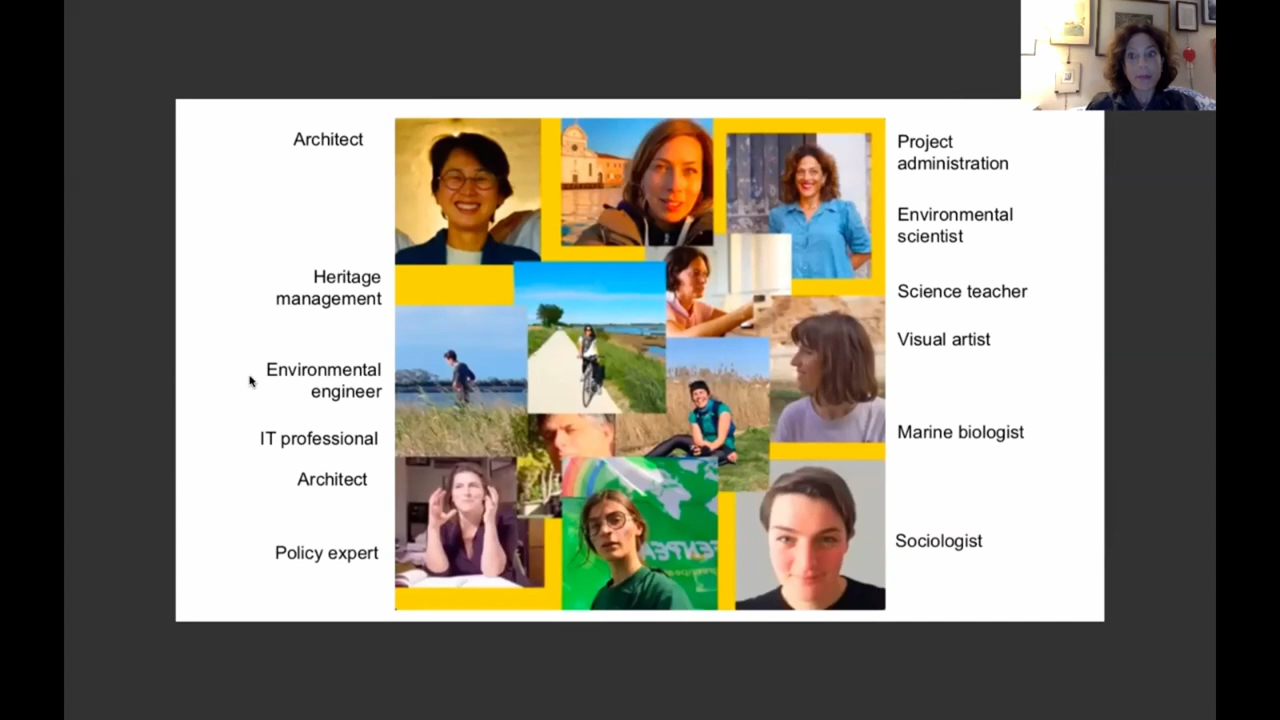 Architect
Heritage
management
Environmental
engineer
IT professional
Architect
Policy expert
Project
administration
Environmental
scientist
Science teacher
Visual artist
Marine biologist
Sociologist